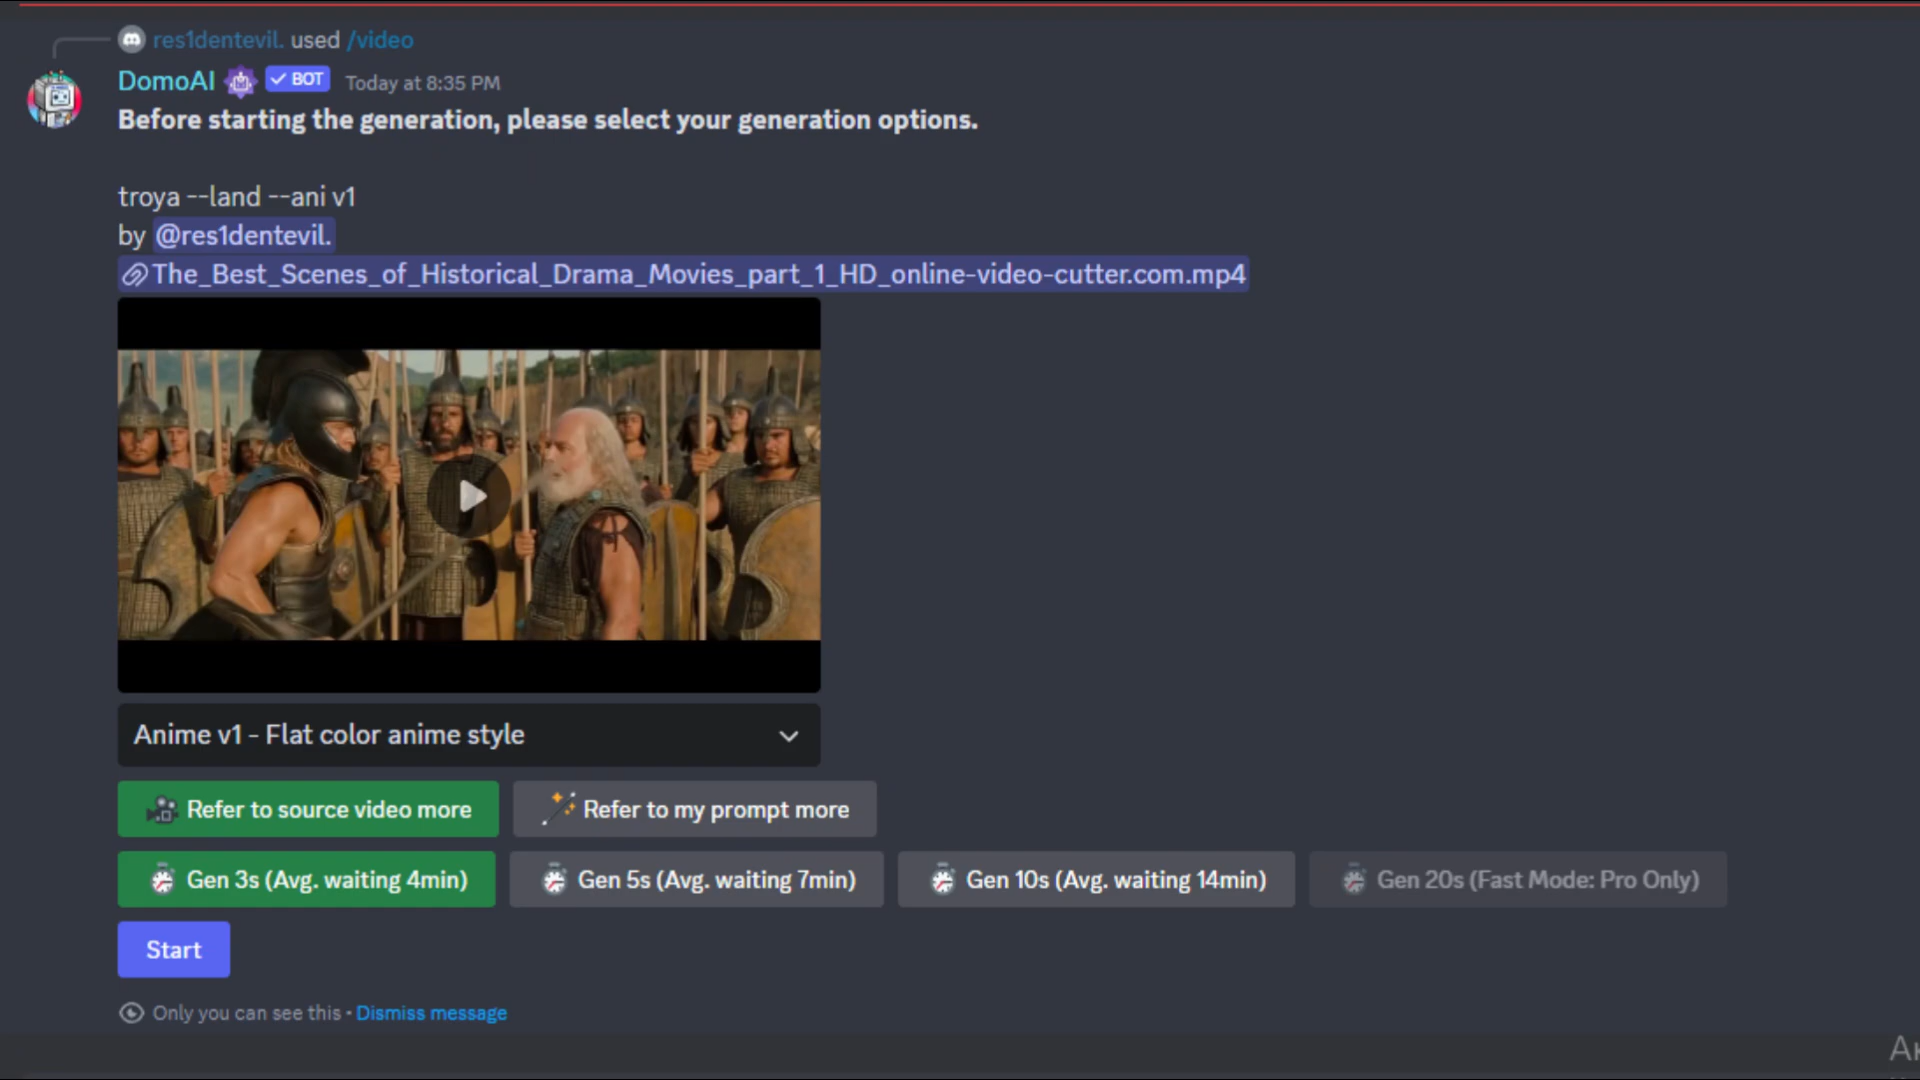 res1dentevil. used /video
DomoAI BOT Today at 8:35 PM
Before starting the generation, please select your generation options.
troya --land --ani v1
by @res1dentevil.
The_Best_Scenes_of_Historical_Drama_Movies_part_1_HD_online-video-cutter.com.mp4
Anime v1 - Flat color anime style
Refer to source video more Refer to my prompt more
Gen 3s (Avg. waiting 4min) Gen 5s (Avg. waiting 7min) Gen 10s (Avg. waiting 14min) Gen 20s (Fast Mode: Pro Only)
Start
Only you can see this • Dismiss message